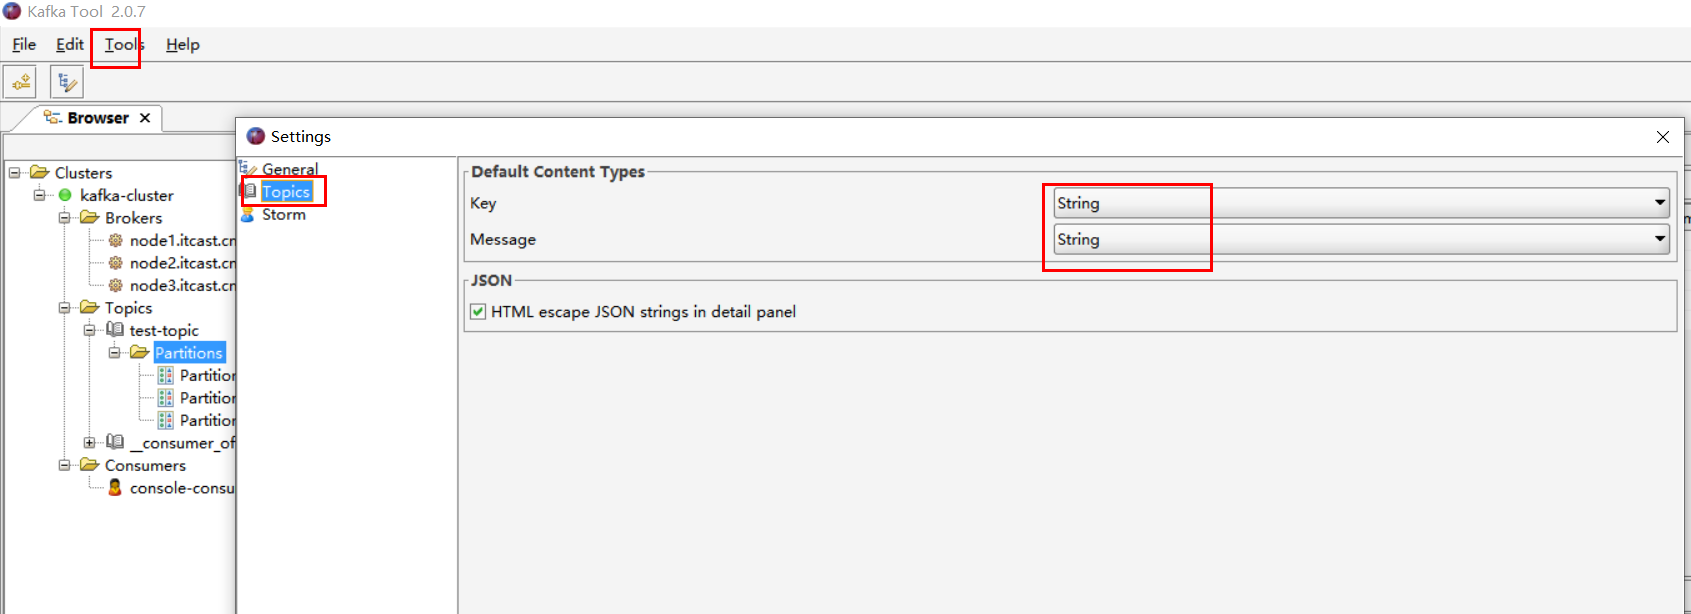 Kafka Tool 2.0.7
File Edit Tools Help
Browser
Settings
Clusters
kafka-cluster
Brokers
node1.itcast.cn
node2.itcast.cn
node3.itcast.cn
Topics
test-topic
Partitions
Partition
Partition
Partition
__consumer_of
Consumers
console-consu
General
Topics
Storm
Default Content Types
Key String
Message String
JSON
HTML escape JSON strings in detail panel